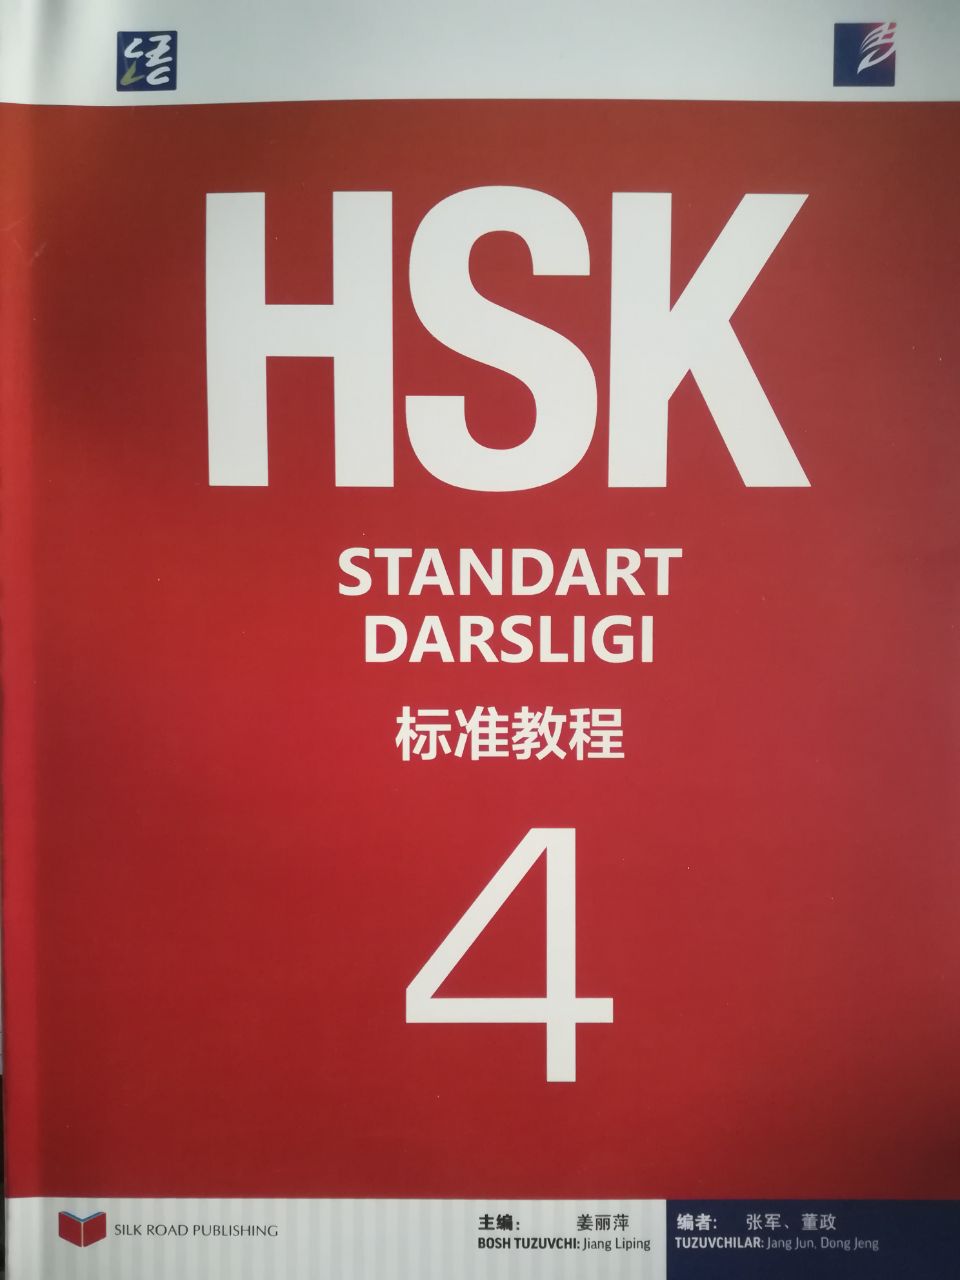 HSK
STANDART
DARSLIGI
标准教程
4
SILK ROAD PUBLISHING
主编： 姜丽萍
BOSH TUZUVCHI: Jiang Liping
编者： 张军、董政
TUZUVCHILAR: Jang Jun, Dong Jeng